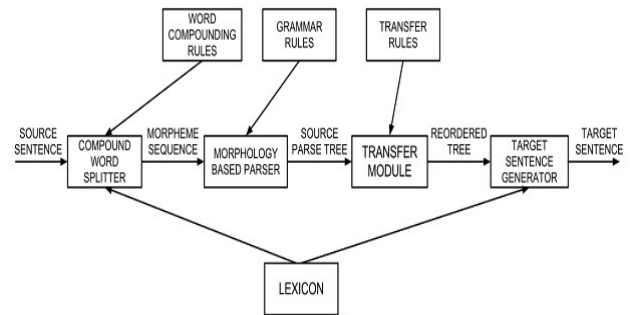 WORD
COMPOUNDING
RULES
GRAMMAR
RULES
TRANSFER
RULES
SOURCE
SENTENCE
COMPOUND
WORD
SPLITTER
MORPHEME
SEQUENCE
MORPHOLOGY
BASED PARSER
SOURCE
PARSE TREE
TRANSFER
MODULE
REORDERED
TREE
TARGET
SENTENCE
GENERATOR
TARGET
SENTENCE
LEXICON